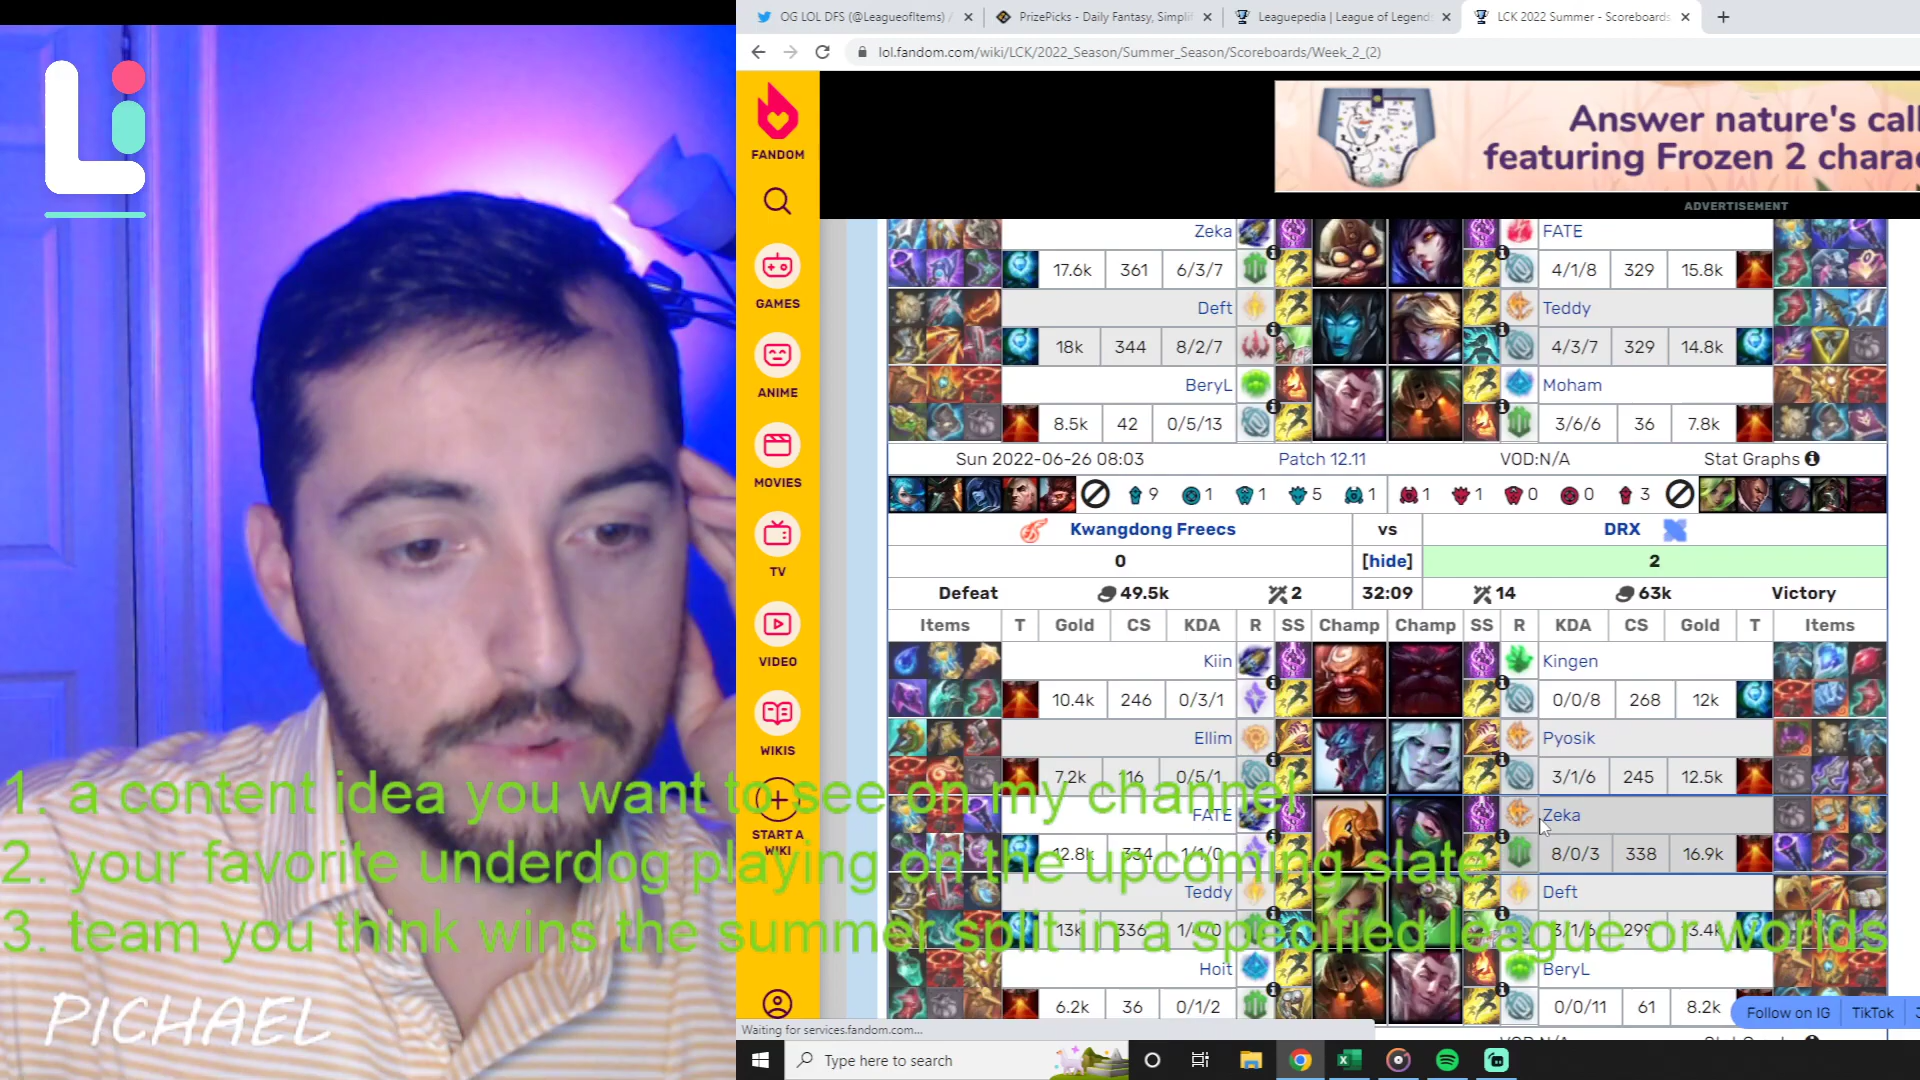 OG LOL DFS (@LeagueofItems) / PrizePicks - Daily Fantasy, Simplif Leaguepedia | League of Legends LCK 2022 Summer - Scoreboards
lol.fandom.com/wiki/LCK/2022_Season/Summer_Season/Scoreboards/Week_2_(2)
FANDOM
GAMES
ANIME
MOVIES
TV
VIDEO
WIKIS
START A WIKI
Answer nature's call
featuring Frozen 2 chara
ADVERTISEMENT
Zeka FATE
17.6k 361 6/3/7 4/1/8 329 15.8k
Deft Teddy
18k 344 8/2/7 4/3/7 329 14.8k
BeryL Moham
8.5k 42 0/5/13 3/6/6 36 7.8k
Sun 2022-06-26 08:03 Patch 12.11 VOD:N/A Stat Graphs
9 1 1 5 1 1 1 0 0 3
Kwangdong Freecs vs DRX
0 [hide] 2
Defeat 49.5k 2 32:09 14 63k Victory
Items T Gold CS KDA R SS Champ Champ SS R KDA CS Gold T Items
Kiin Kingen
10.4k 246 0/3/1 0/0/8 268 12k
Ellim Pyosik
7.2k 116 0/5/1 3/1/6 245 12.5k
FATE Zeka
12.8k 334 1/1/0 8/0/3 338 16.9k
Teddy Deft
13k 336 1/4/0 3/1/6 299 13.4k
Hoit BeryL
6.2k 36 0/1/2 0/0/11 61 8.2k
1. a content idea you want to see on my channel
2. your favorite underdog playing on the upcoming slate
3. team you think wins the summer split in a specified league or worlds
PICHAEL
Follow on IG TikTok
Waiting for services.fandom.com...
Type here to search